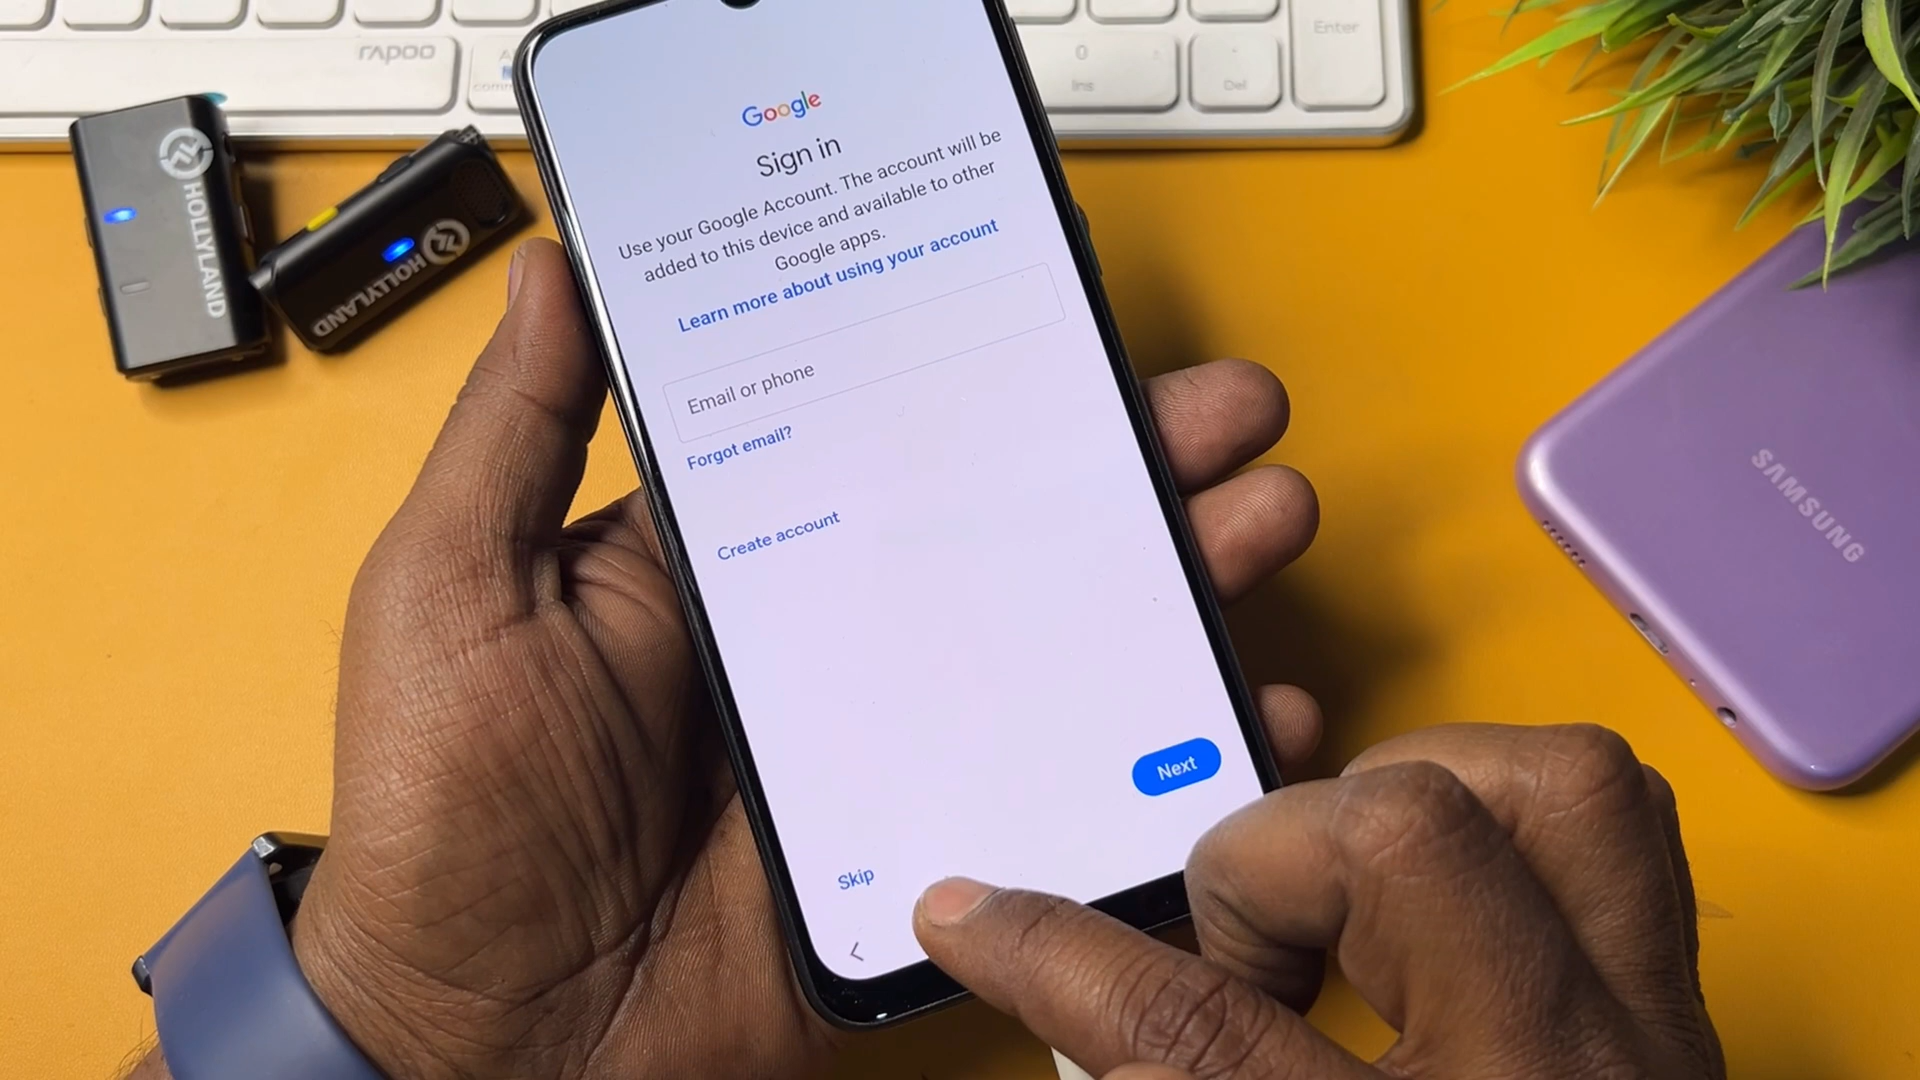 rapoo
0
Ins
Del
Enter
HOLLYLAND
HOLLYLAND
Google
Sign in
Use your Google Account. The account will be
added to this device and available to other
Google apps.
Learn more about using your account
Email or phone
Forgot email?
Create account
Next
Skip
SAMSUNG